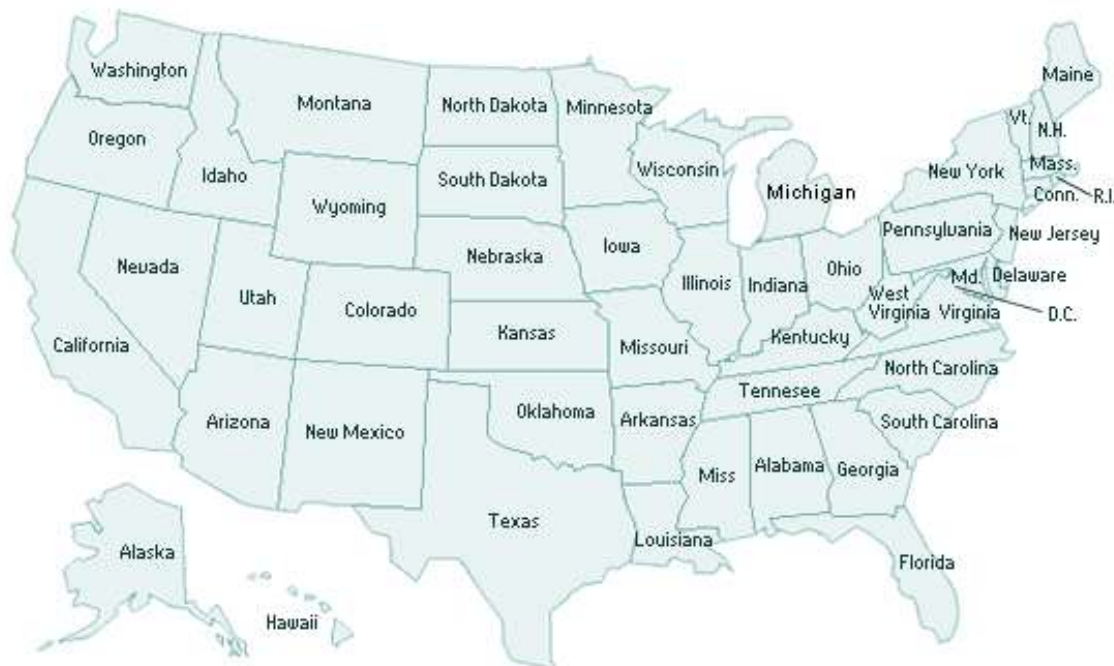 Washington
Montana
North Dakota
Minnesota
Maine
Oregon
Idaho
Wyoming
South Dakota
Wisconsin
Michigan
New York
Vt.
N.H.
Mass.
Conn.
R.I.
Nevada
Utah
Colorado
Nebraska
Iowa
Illinois
Indiana
Ohio
Pennsylvania
New Jersey
Md.
Delaware
D.C.
West
Virginia
Virginia
California
Kansas
Missouri
Kentucky
Arizona
New Mexico
Oklahoma
Arkansas
Tennesee
North Carolina
South Carolina
Texas
Louisiana
Miss
Alabama
Georgia
Florida
Alaska
Hawaii